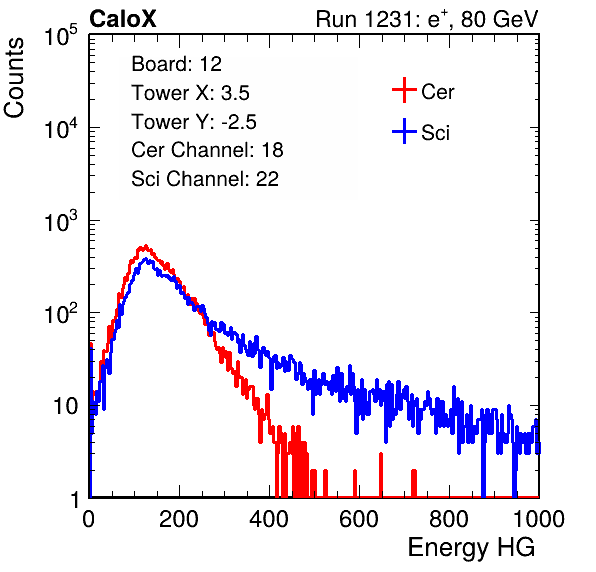 CaloX Run 1231: e⁺, 80 GeV
Counts
10⁵
10⁴
10³
10²
10
1
Board: 12
Tower X: 3.5
Tower Y: -2.5
Cer Channel: 18
Sci Channel: 22
Cer
Sci
0 200 400 600 800 1000
Energy HG